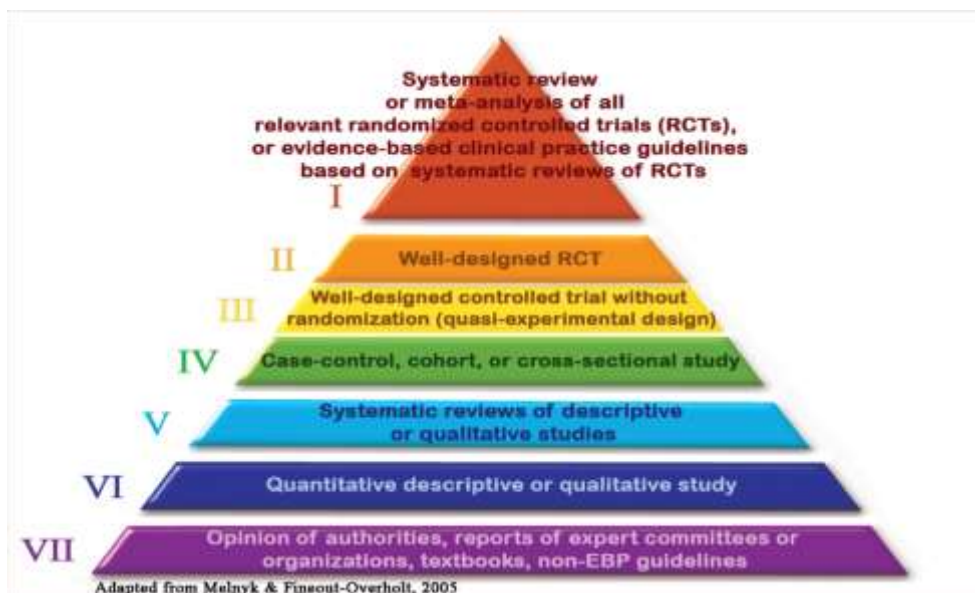 Systematic review
or meta-analysis of all
relevant randomized controlled trials (RCTs),
or evidence-based clinical practice guidelines
based on systematic reviews of RCTs
I
II
Well-designed RCT
III
Well-designed controlled trial without
randomization (quasi-experimental design)
IV
Case-control, cohort, or cross-sectional study
V
Systematic reviews of descriptive
or qualitative studies
VI
Quantitative descriptive or qualitative study
VII
Opinion of authorities, reports of expert committees or
organizations, textbooks, non-EBP guidelines
Adapted from Melnyk & Fineout-Overholt, 2005